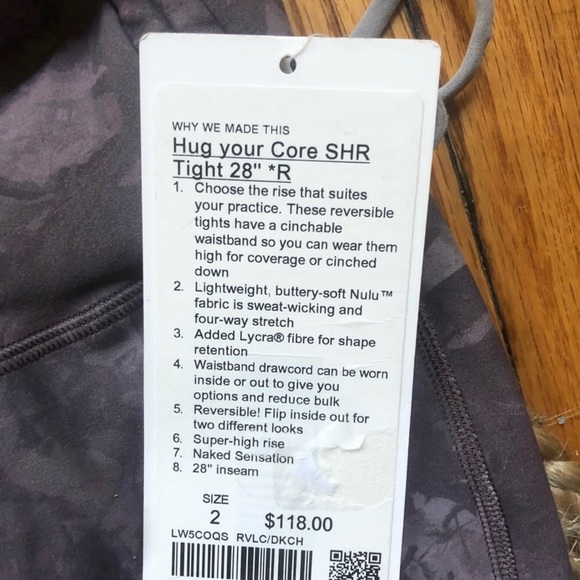 WHY WE MADE THIS
Hug your Core SHR
Tight 28" *R
1. Choose the rise that suites
your practice. These reversible
tights have a cinchable
waistband so you can wear them
high for coverage or cinched
down
2. Lightweight, buttery-soft Nulu™
fabric is sweat-wicking and
four-way stretch
3. Added Lycra® fibre for shape
retention
4. Waistband drawcord can be worn
inside or out to give you
options and reduce bulk
5. Reversible! Flip inside out for
two different looks
6. Super-high rise
7. Naked Sensation
8. 28" inseam
SIZE
2 $118.00
LW5COQS RVLC/DKCH